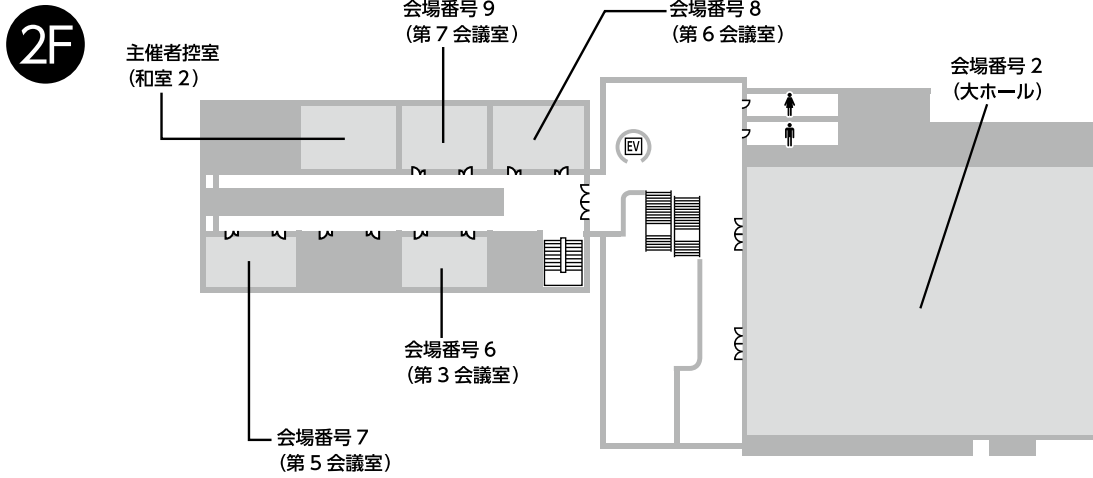 2F
主催者控室
（和室 2）
会場番号 9
（第 7 会議室）
会場番号 8
（第 6 会議室）
会場番号 2
（大ホール）
EV
会場番号 6
（第 3 会議室）
会場番号 7
（第 5 会議室）